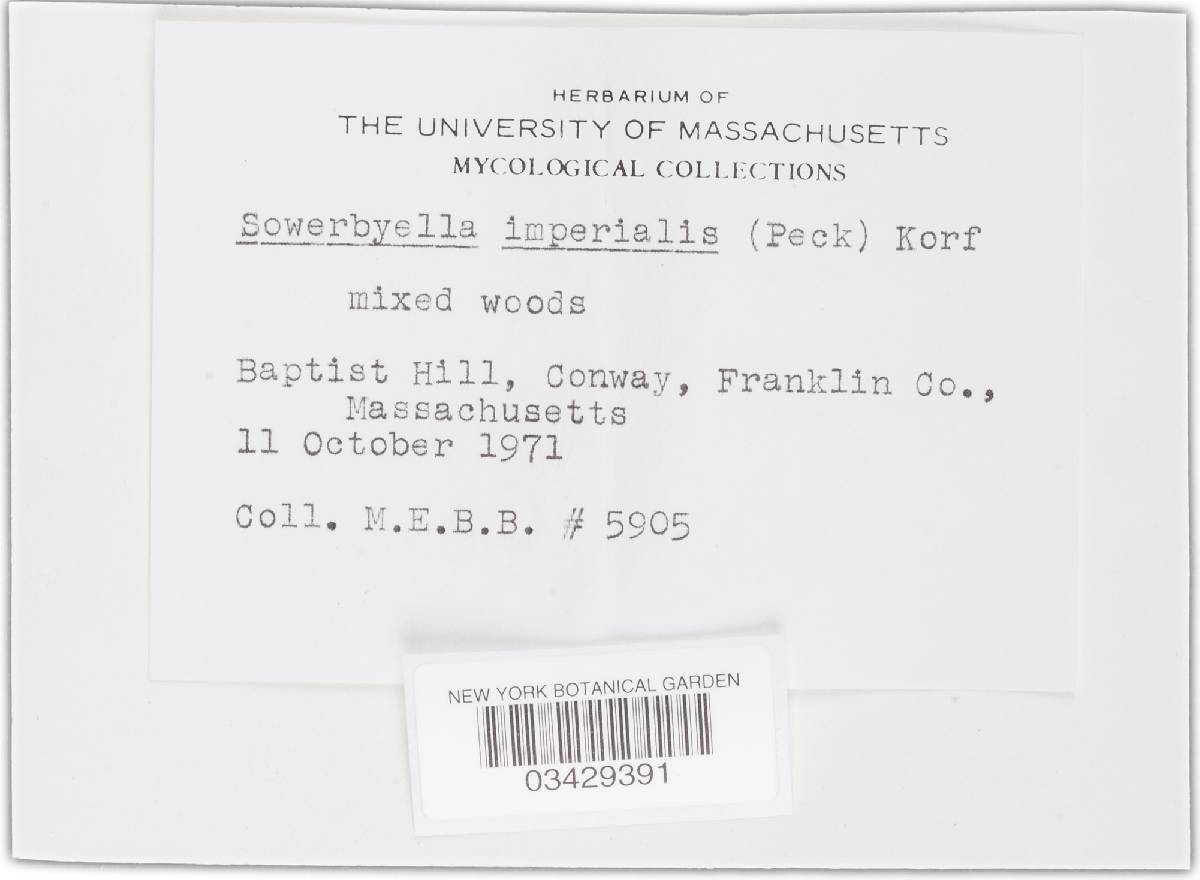 HERBARIUM OF
THE UNIVERSITY OF MASSACHUSETTS
MYCOLOGICAL COLLECTIONS
Sowerbyella imperialis (Peck) Korf
mixed woods
Baptist Hill, Conway, Franklin Co.,
Massachusetts
11 October 1971
Coll. M.E.B.B. # 5905
NEW YORK BOTANICAL GARDEN
03429391